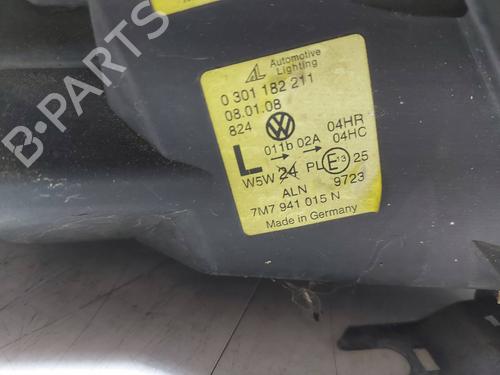 B-PARTS
AL Automotive
Lighting
0 301 182 211
08.01.08
824
L 011b 02A 04HR
04HC
W5W 24 PL E13 25
9723
ALN
7M7 941 015 N
Made in Germany